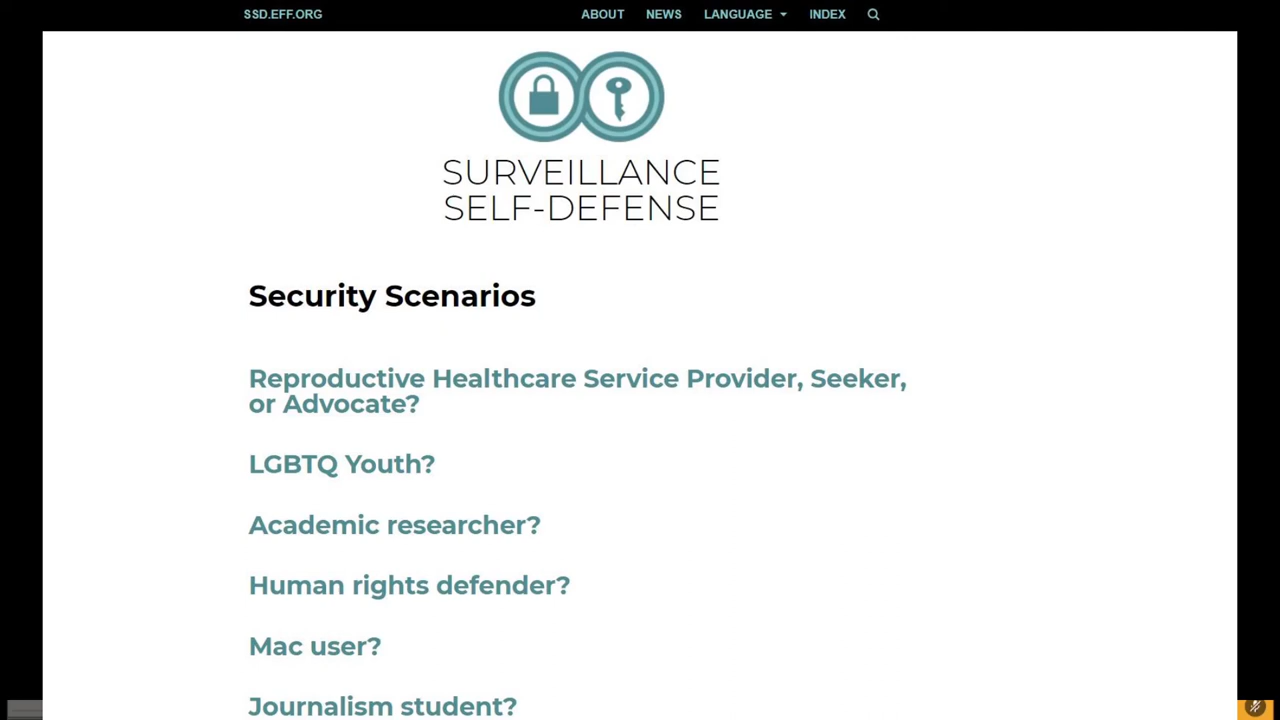 SSD.EFF.ORG ABOUT NEWS LANGUAGE INDEX
SURVEILLANCE
SELF-DEFENSE
Security Scenarios
Reproductive Healthcare Service Provider, Seeker,
or Advocate?
LGBTQ Youth?
Academic researcher?
Human rights defender?
Mac user?
Journalism student?